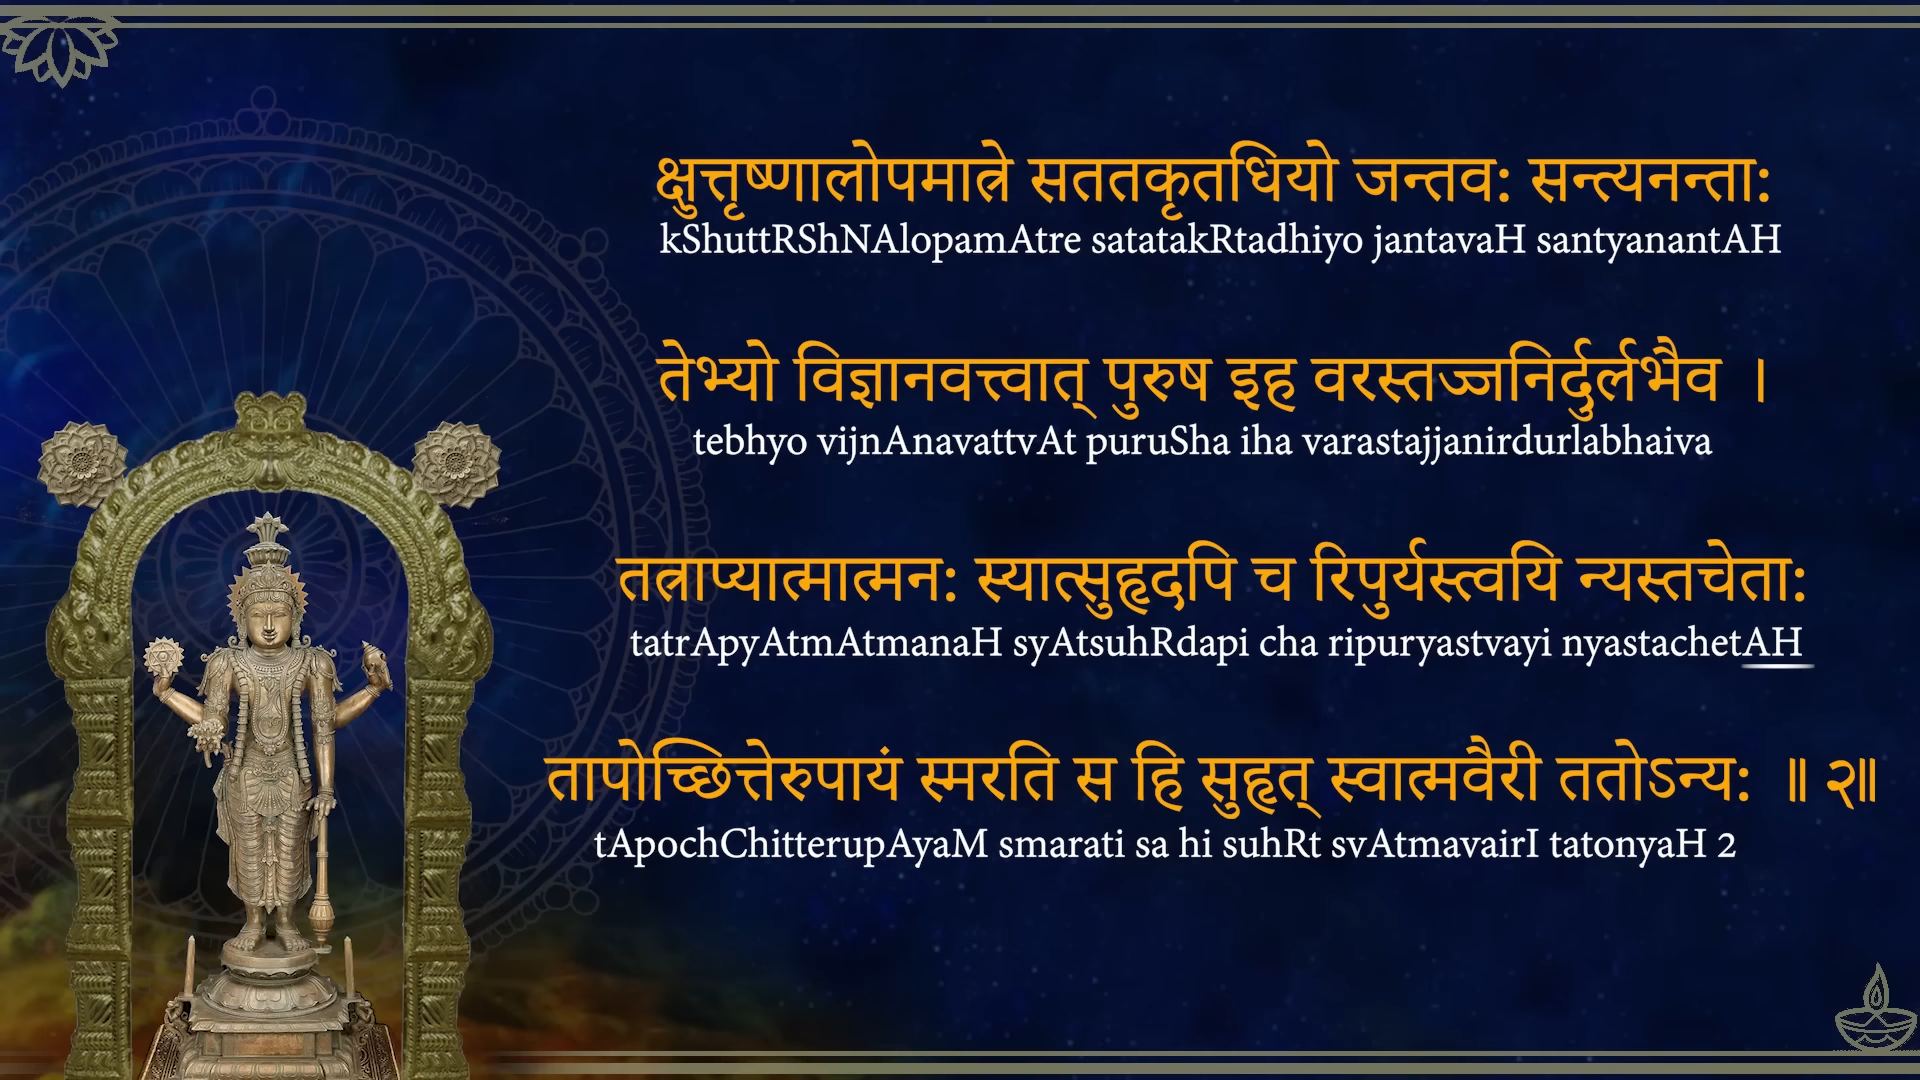 क्षुत्तृष्णालोपमात्रे सततकृतधियो जन्तव: सन्त्यनन्ता:
kShuttRShNAlopamAtre satatakRtadhiyo jantavaH santyanantAH
तेभ्यो विज्ञानवत्त्वात् पुरुष इह वरस्तज्जनिर्दुर्लभैव ।
tebhyo vijnAnavattvAt puruSha iha varastajjanirdurlabhaiva
तत्राप्यात्मात्मन: स्यात्सुहृदपि च रिपुर्यस्त्वयि न्यस्तचेता:
tatrApyAtmAtmanaH syAtsuhRdapi cha ripuryastvayi nyastachetAH
तापोच्छित्तेरुपायं स्मरति स हि सुहृत् स्वात्मवैरी ततोऽन्य: ॥ २॥
tApochChitterupAyaM smarati sa hi suhRt svAtmavairI tatonyaH 2